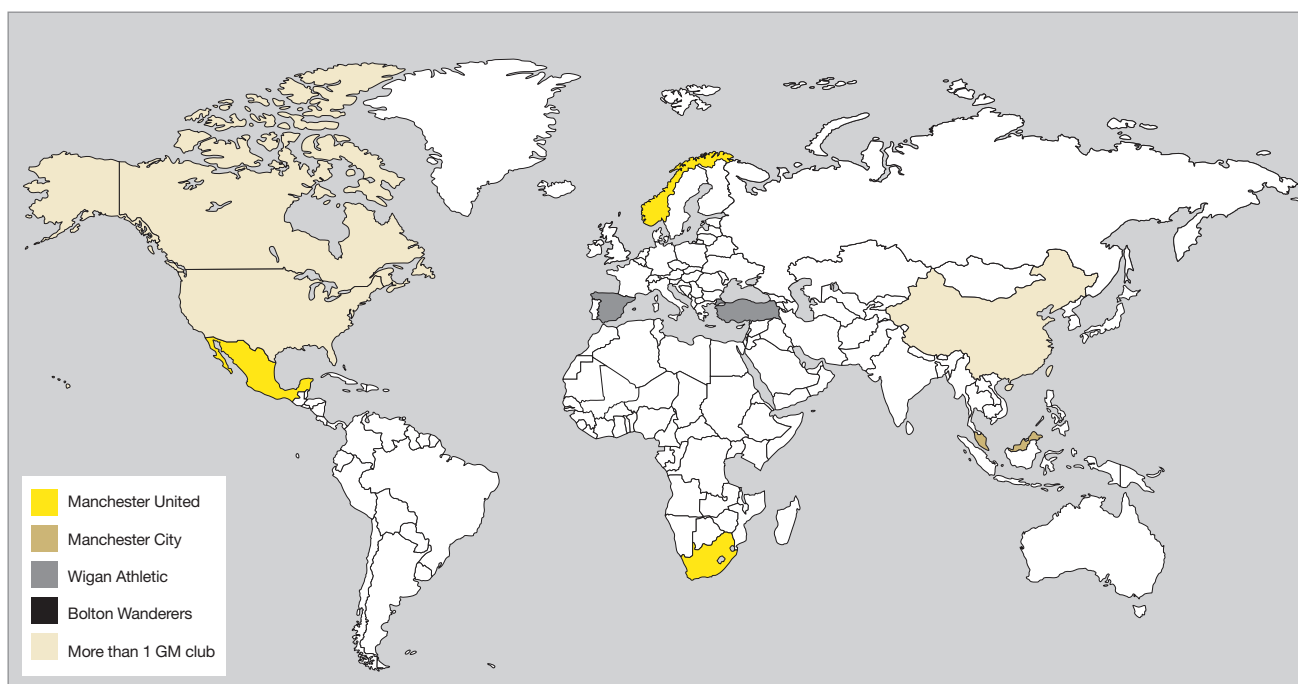 Manchester United
Manchester City
Wigan Athletic
Bolton Wanderers
More than 1 GM club